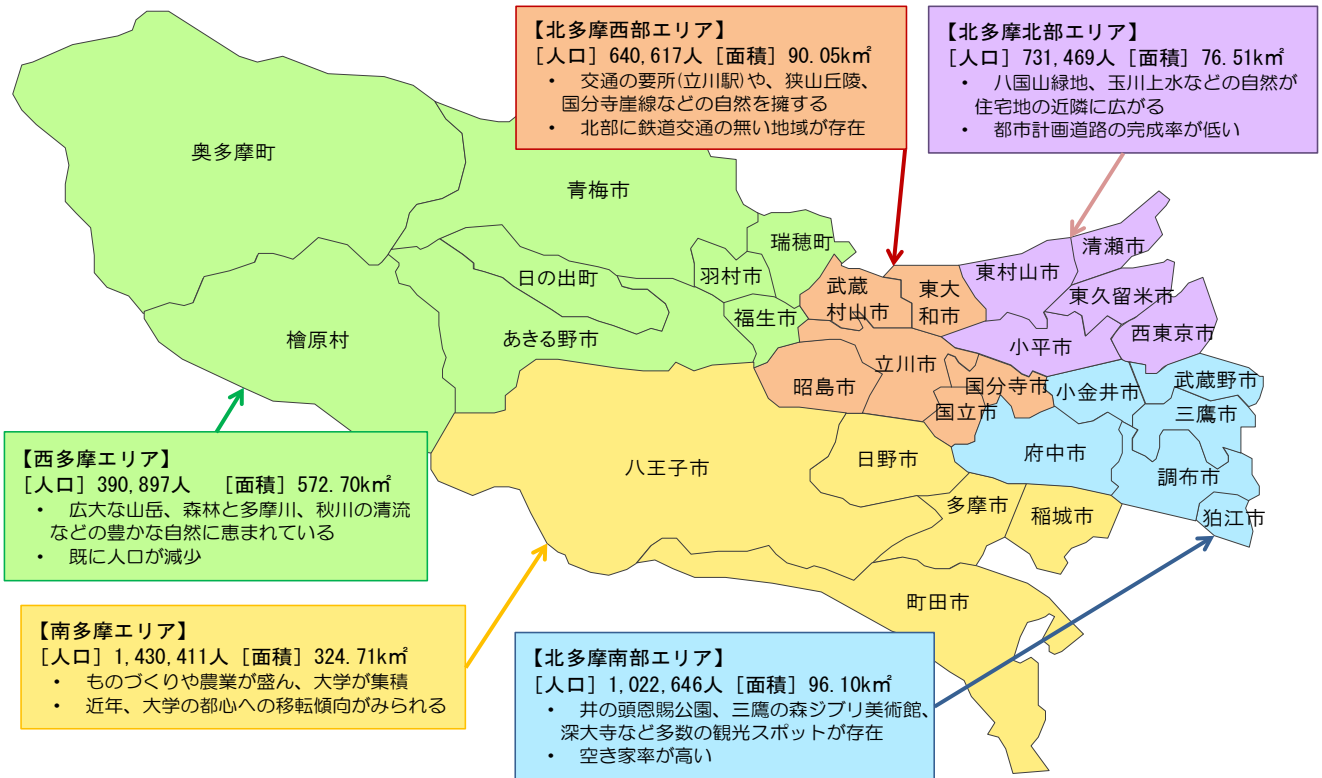 【北多摩西部エリア】
［人口］640,617人［面積］90.05k㎡
・ 交通の要所(立川駅)や、狭山丘陵、
国分寺崖線などの自然を擁する
・ 北部に鉄道交通の無い地域が存在
【北多摩北部エリア】
［人口］731,469人［面積］76.51k㎡
・ 八国山緑地、玉川上水などの自然が
住宅地の近隣に広がる
・ 都市計画道路の完成率が低い
奥多摩町
青梅市
瑞穂町
羽村市
日の出町
福生市
あきる野市
檜原村
武蔵
村山市
東大
和市
東村山市
清瀬市
東久留米市
西東京市
小平市
立川市
昭島市
国分寺市
国立市
小金井市
武蔵野市
三鷹市
府中市
調布市
狛江市
八王子市
日野市
多摩市
稲城市
町田市
【西多摩エリア】
［人口］390,897人 ［面積］572.70k㎡
・ 広大な山岳、森林と多摩川、秋川の清流
などの豊かな自然に恵まれている
・ 既に人口が減少
【南多摩エリア】
［人口］1,430,411人［面積］324.71k㎡
・ ものづくりや農業が盛ん、大学が集積
・ 近年、大学の都心への移転傾向がみられる
【北多摩南部エリア】
［人口］1,022,646人［面積］96.10k㎡
・ 井の頭恩賜公園、三鷹の森ジブリ美術館、
深大寺など多数の観光スポットが存在
・ 空き家率が高い